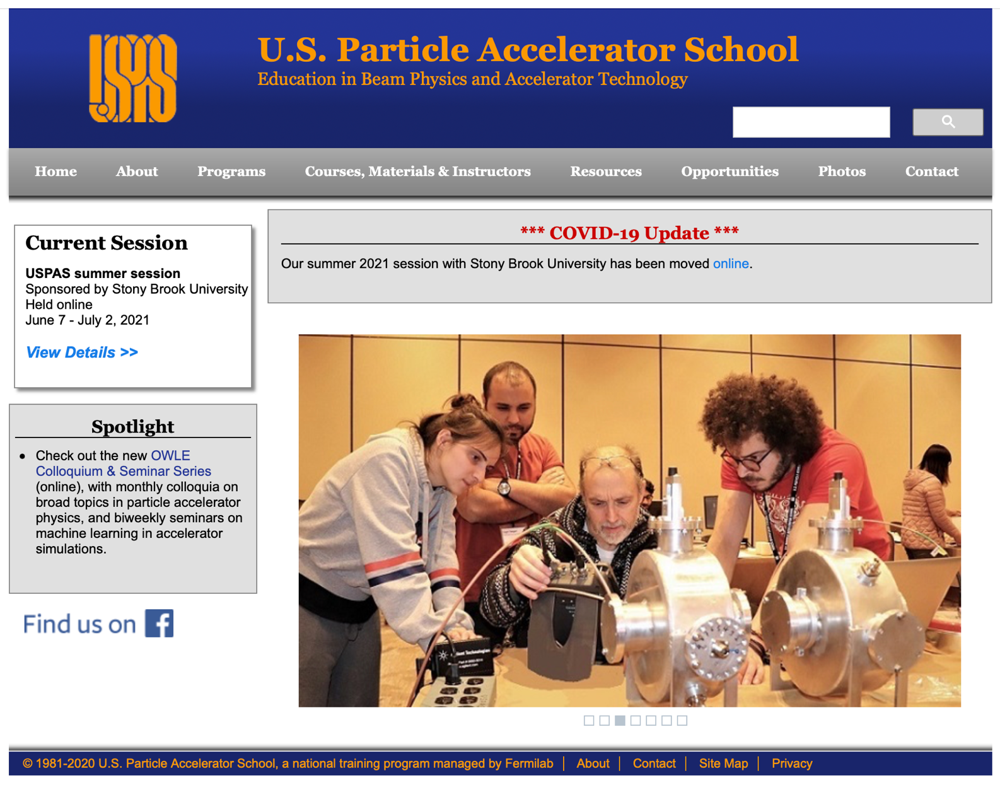 U.S. Particle Accelerator School
Education in Beam Physics and Accelerator Technology
Home About Programs Courses, Materials & Instructors Resources Opportunities Photos Contact
Current Session
USPAS summer session
Sponsored by Stony Brook University
Held online
June 7 - July 2, 2021
View Details >>
*** COVID-19 Update ***
Our summer 2021 session with Stony Brook University has been moved online.
Spotlight
• Check out the new OWLE
Colloquium & Seminar Series
(online), with monthly colloquia on
broad topics in particle accelerator
physics, and biweekly seminars on
machine learning in accelerator
simulations.
Find us on f
Technologies
© 1981-2020 U.S. Particle Accelerator School, a national training program managed by Fermilab | About | Contact | Site Map | Privacy